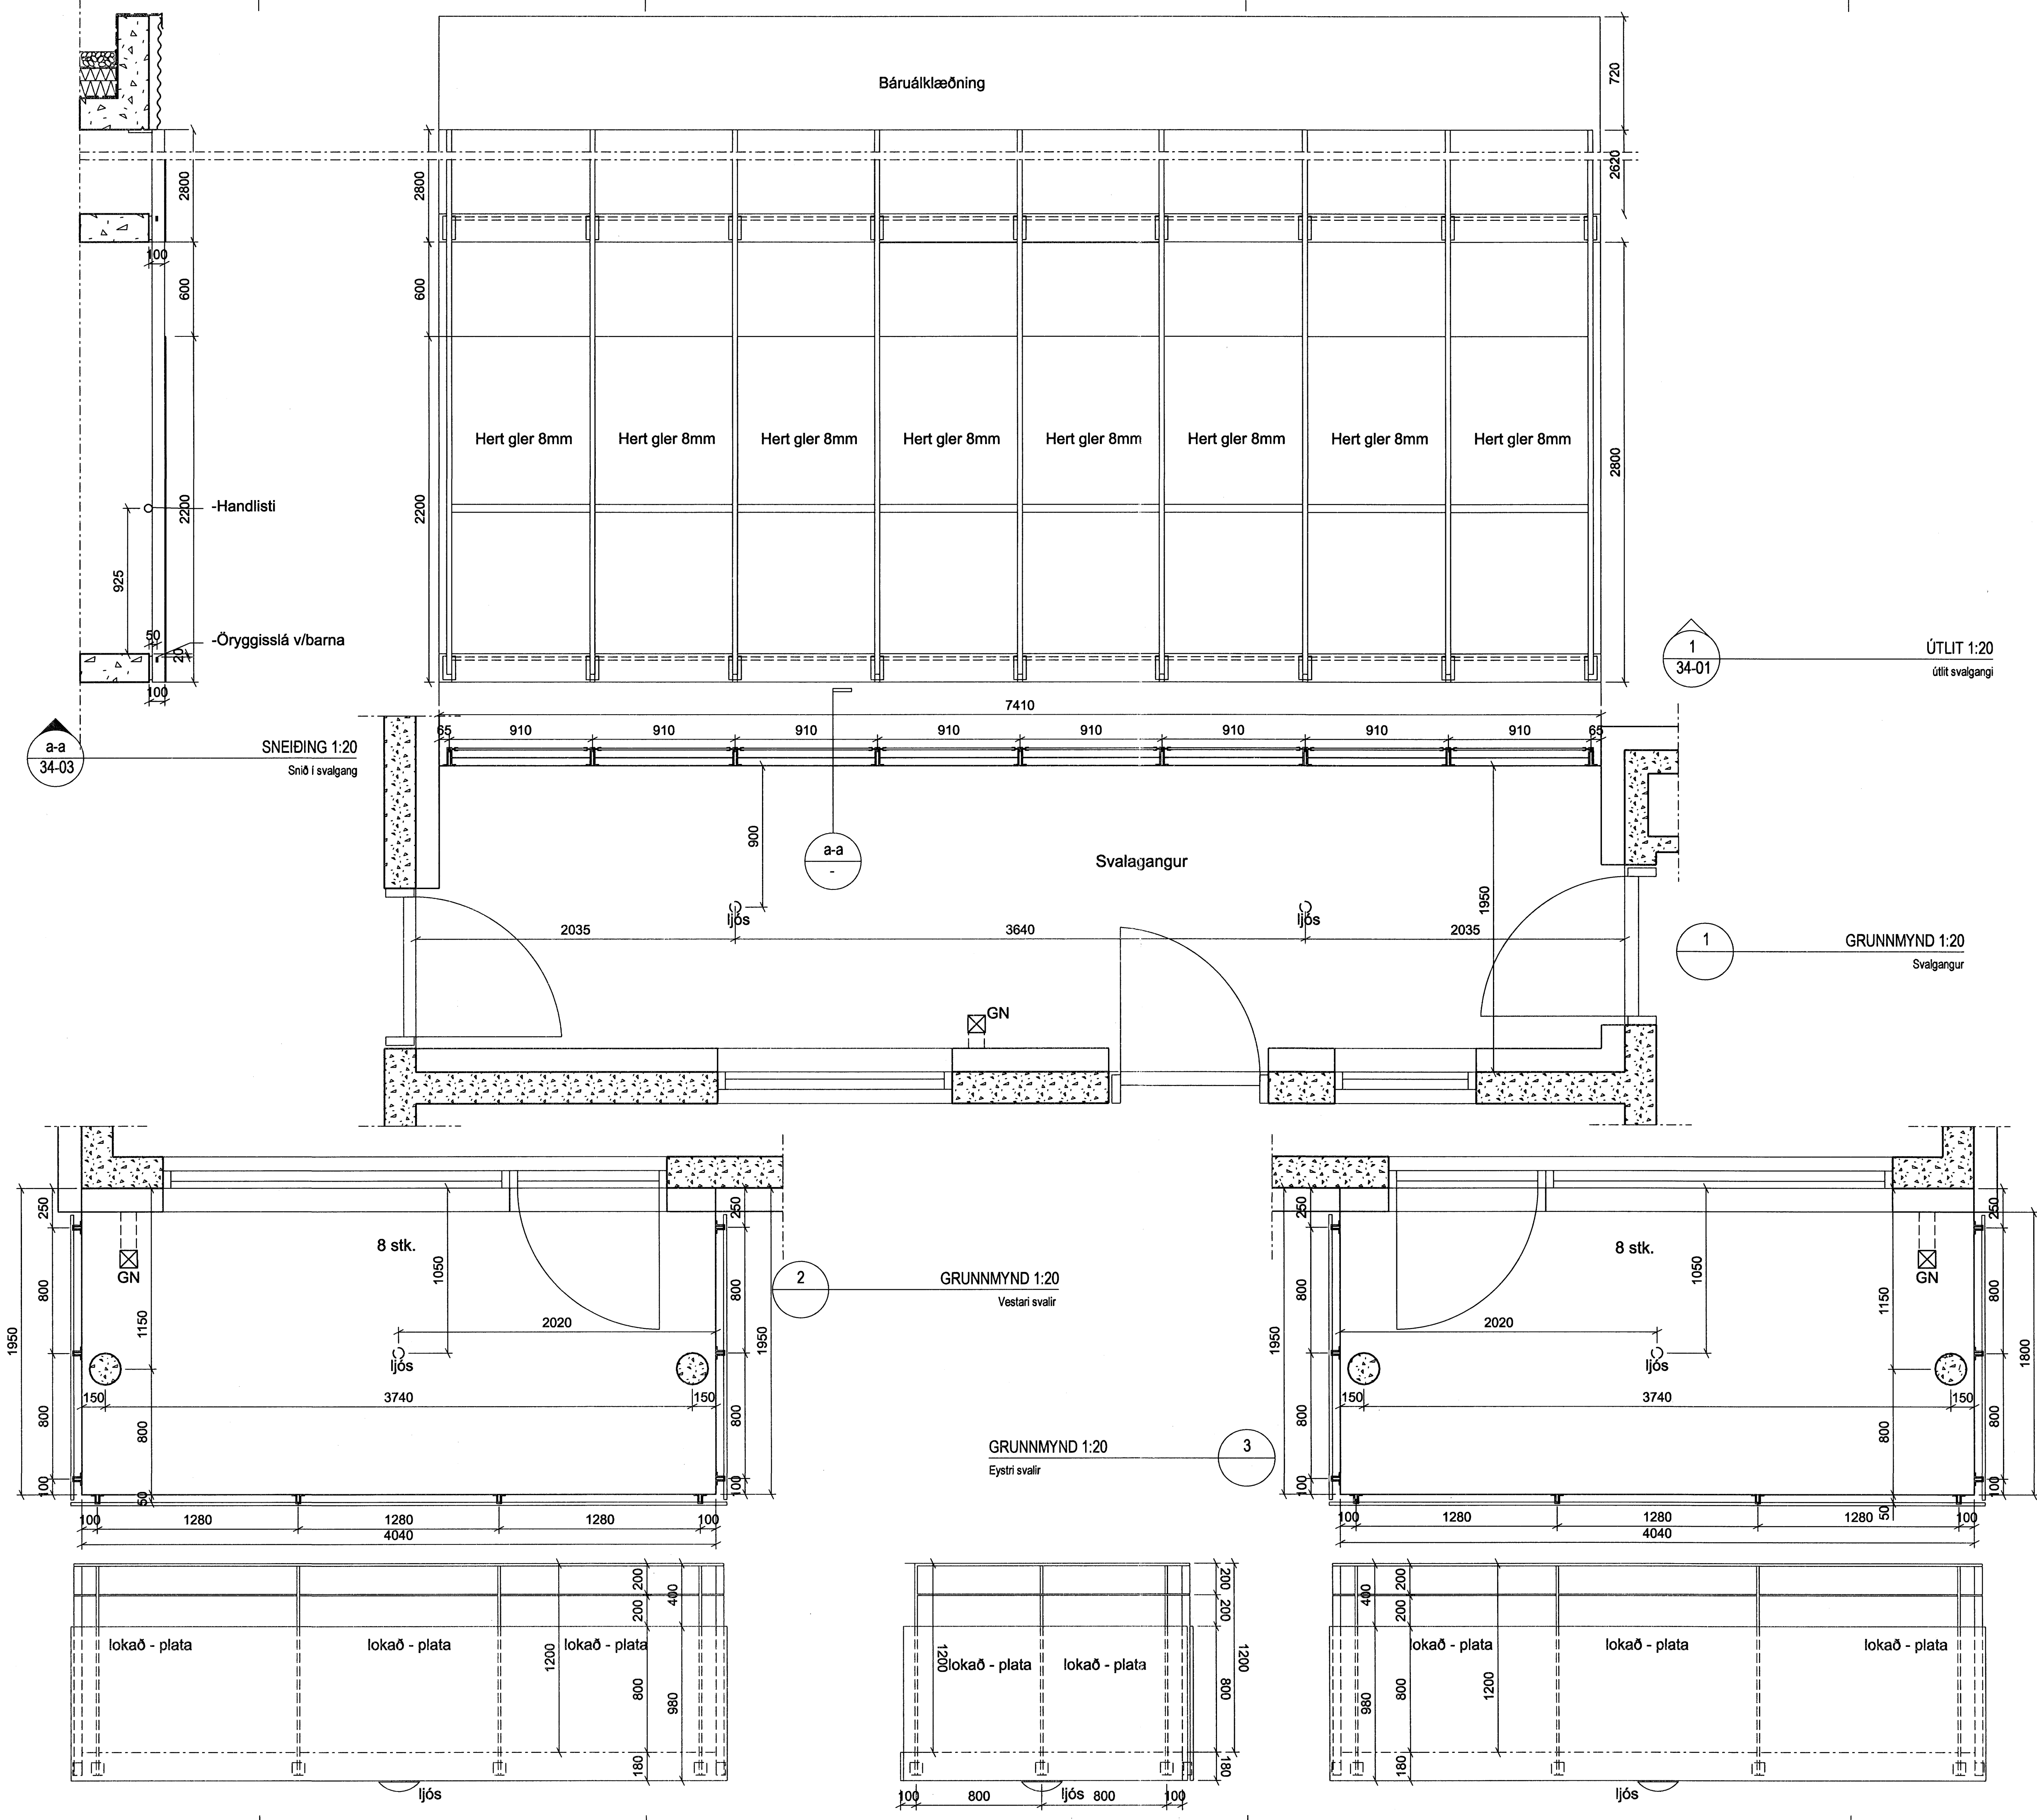 Báruálklæðning
720
2800
2800
2620
100
600
600
Hert gler 8mm
Hert gler 8mm
Hert gler 8mm
Hert gler 8mm
Hert gler 8mm
Hert gler 8mm
Hert gler 8mm
Hert gler 8mm
2800
2200
-Handlisti
2200
925
50
-Öryggisslá v/barna
20
100
1
34-01
ÚTLIT 1:20
útlit svalgangi
a-a
34-03
SNEIÐING 1:20
Snið í svalgang
7410
65
910
910
910
910
910
910
910
910
65
900
a-a
-
Svalagangur
1950
ljós
ljós
2035
3640
2035
1
GRUNNMYND 1:20
Svalgangur
GN
250
250
250
250
8 stk.
8 stk.
GN
GN
1050
1050
800
800
800
800
1150
1150
2
GRUNNMYND 1:20
Vestari svalir
2020
2020
1950
1950
1950
1800
ljós
ljós
150
3740
150
150
3740
150
800
800
800
800
800
800
GRUNNMYND 1:20
Eystri svalir
3
100
100
100
100
50
50
100
1280
1280
1280
100
4040
100
1280
1280
1280
100
4040
200
400
200
lokað - plata
lokað - plata
lokað - plata
1200
800
980
180
ljós
200
200
1200
lokað - plata
lokað - plata
1200
800
180
ljós
100
800
800
100
400
200
200
lokað - plata
lokað - plata
lokað - plata
1200
980
800
180
ljós